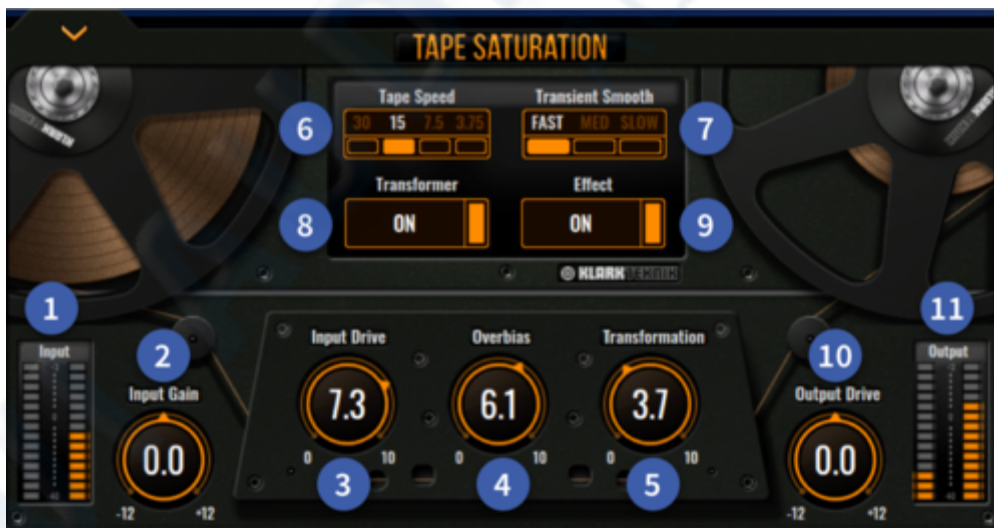 TAPE SATURATION
Tape Speed
Transient Smooth
6
30 15 7.5 3.75
FAST MED SLOW
7
Transformer
Effect
8
ON
ON
9
KLARK TEKNIK
KLARK
KLARK
1
11
2
10
Input
Input Drive
Overbias
Transformation
Output
Input Gain
Output Drive
7.3
6.1
3.7
0.0
0.0
0 10
0 10
0 10
3
4
5
-12 +12
-12 +12